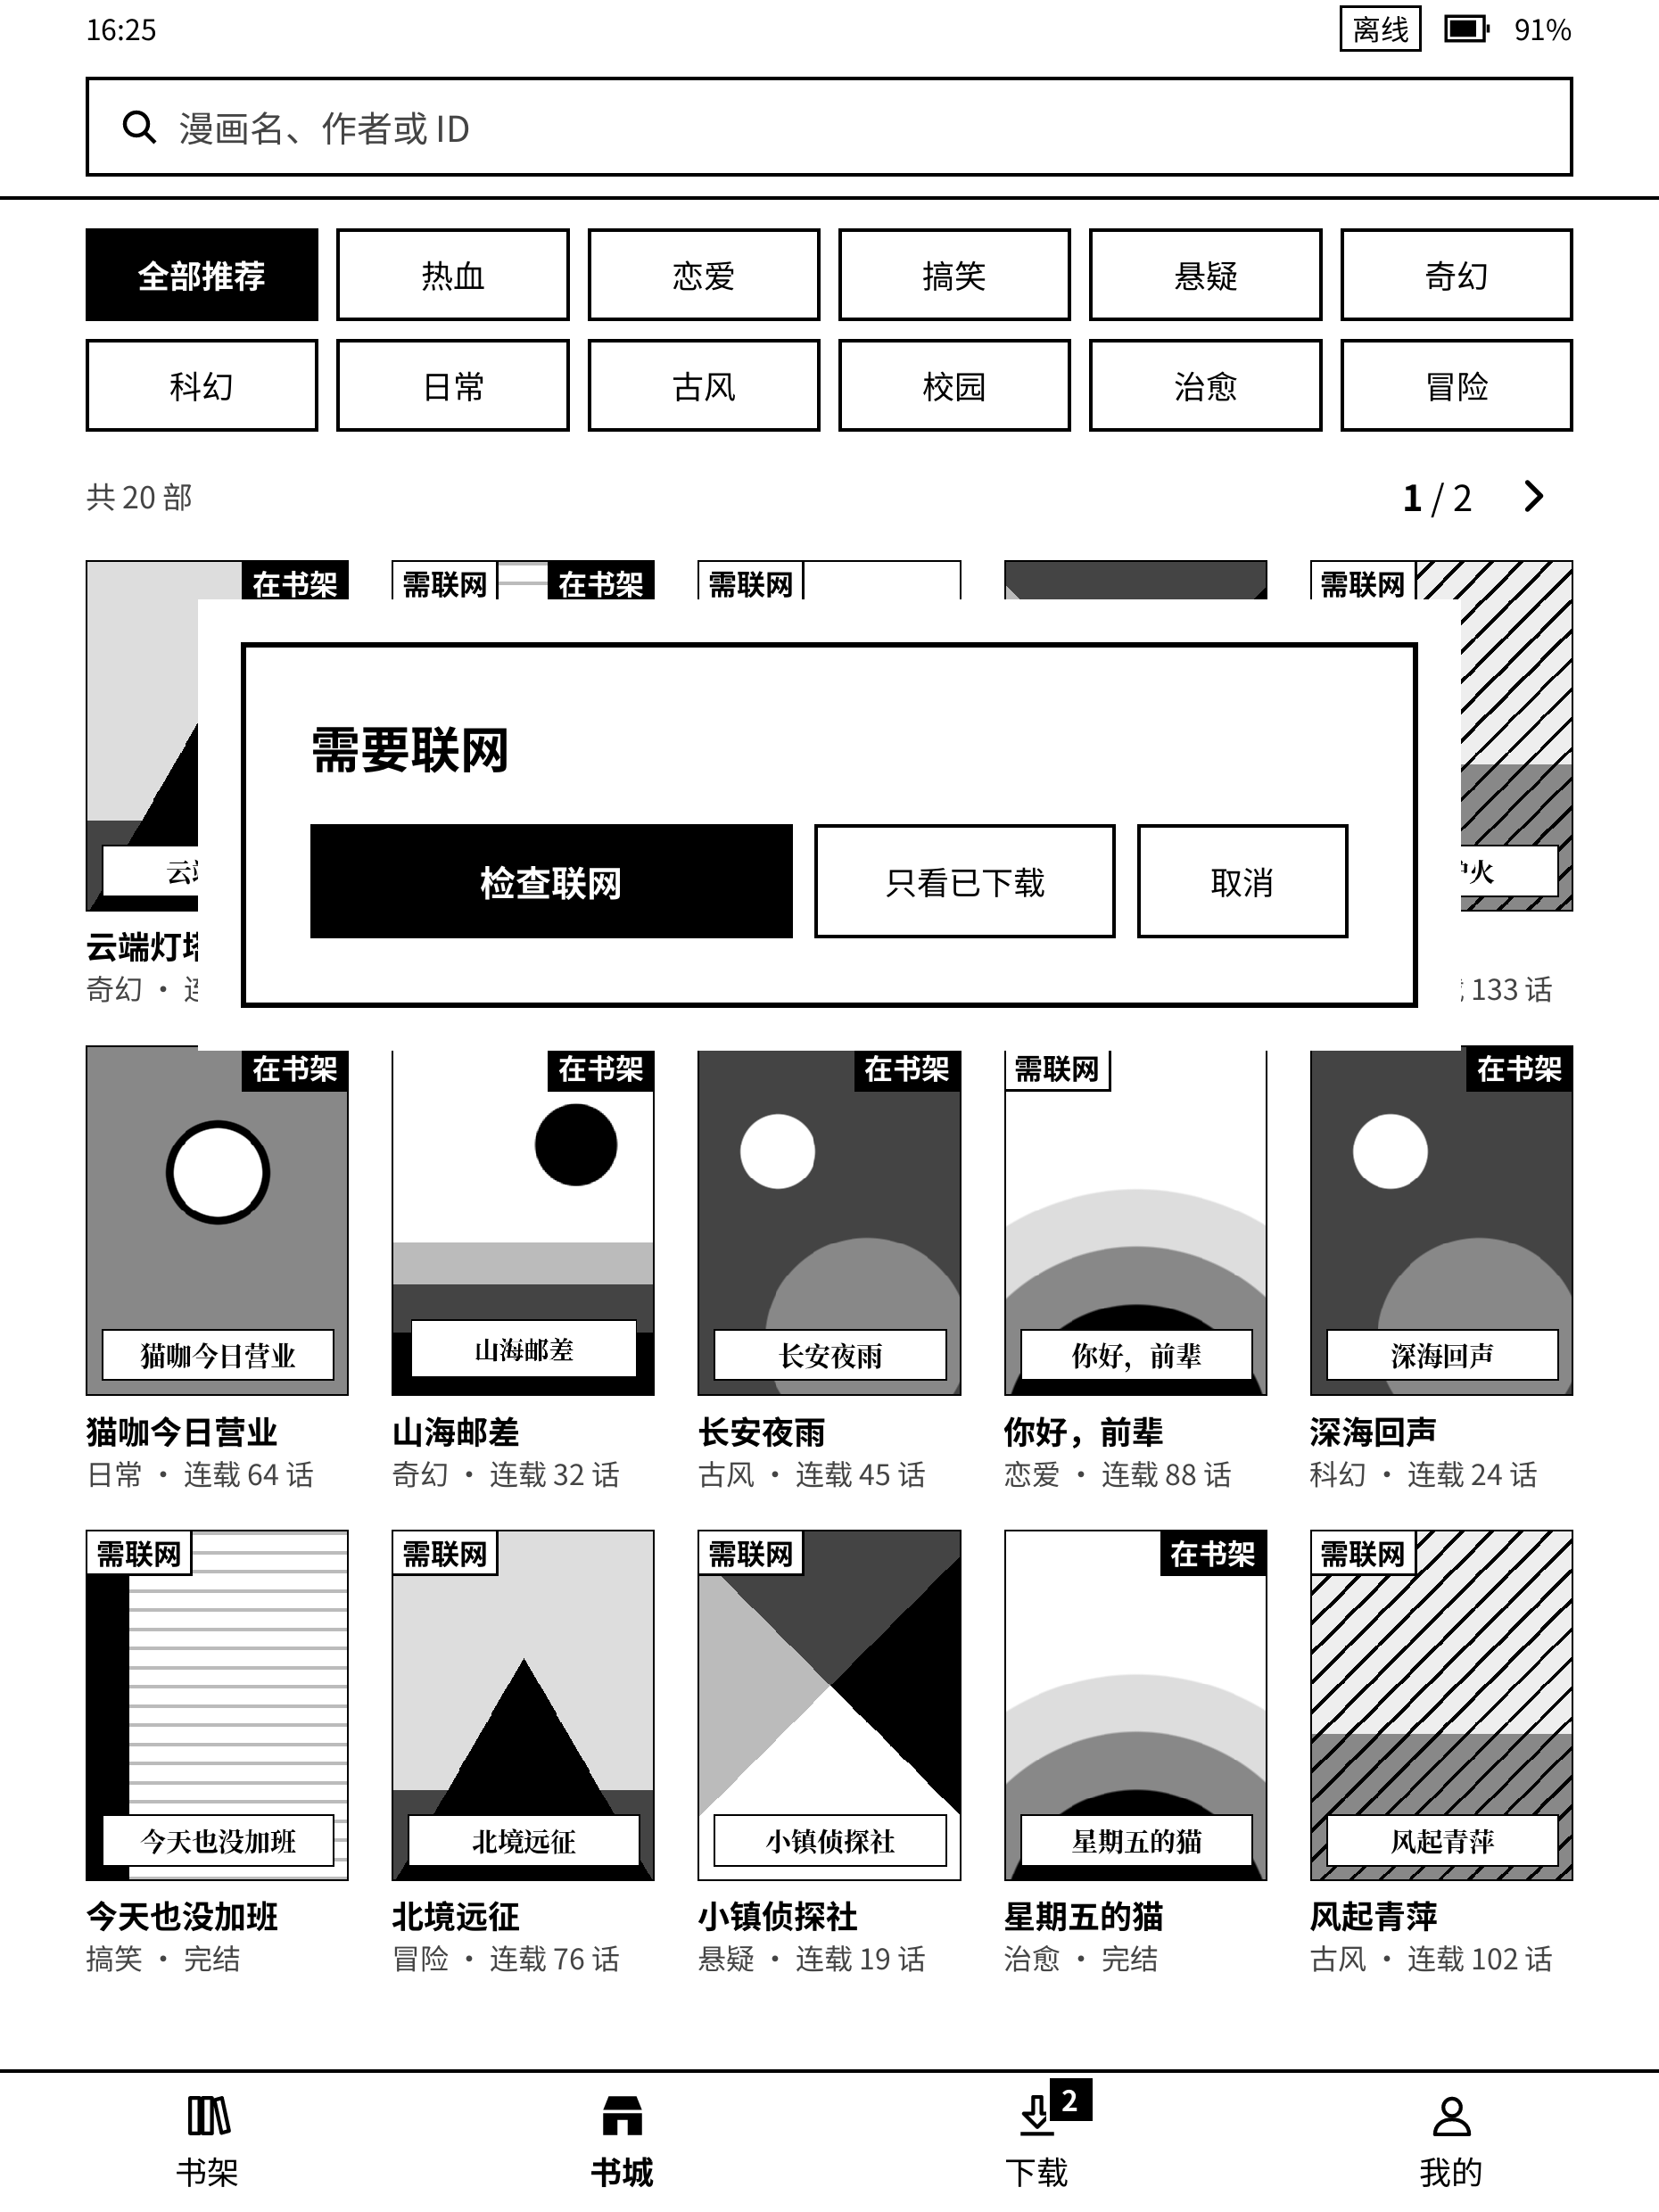 16:25 离线 91%
漫画名、作者或 ID
全部推荐 热血 恋爱 搞笑 悬疑 奇幻
科幻 日常 古风 校园 治愈 冒险
共 20 部 1 / 2
在书架 需联网 在书架 需联网 需联网
需要联网
检查联网 只看已下载 取消
云 火
云端灯塔
奇幻 · 连 133 话
在书架 在书架 在书架 需联网 在书架
猫咖今日营业 山海邮差 长安夜雨 你好，前辈 深海回声
猫咖今日营业 山海邮差 长安夜雨 你好，前辈 深海回声
日常 · 连载 64 话 奇幻 · 连载 32 话 古风 · 连载 45 话 恋爱 · 连载 88 话 科幻 · 连载 24 话
需联网 需联网 需联网 在书架 需联网
今天也没加班 北境远征 小镇侦探社 星期五的猫 风起青萍
今天也没加班 北境远征 小镇侦探社 星期五的猫 风起青萍
搞笑 · 完结 冒险 · 连载 76 话 悬疑 · 连载 19 话 治愈 · 完结 古风 · 连载 102 话
2
书架 书城 下载 我的